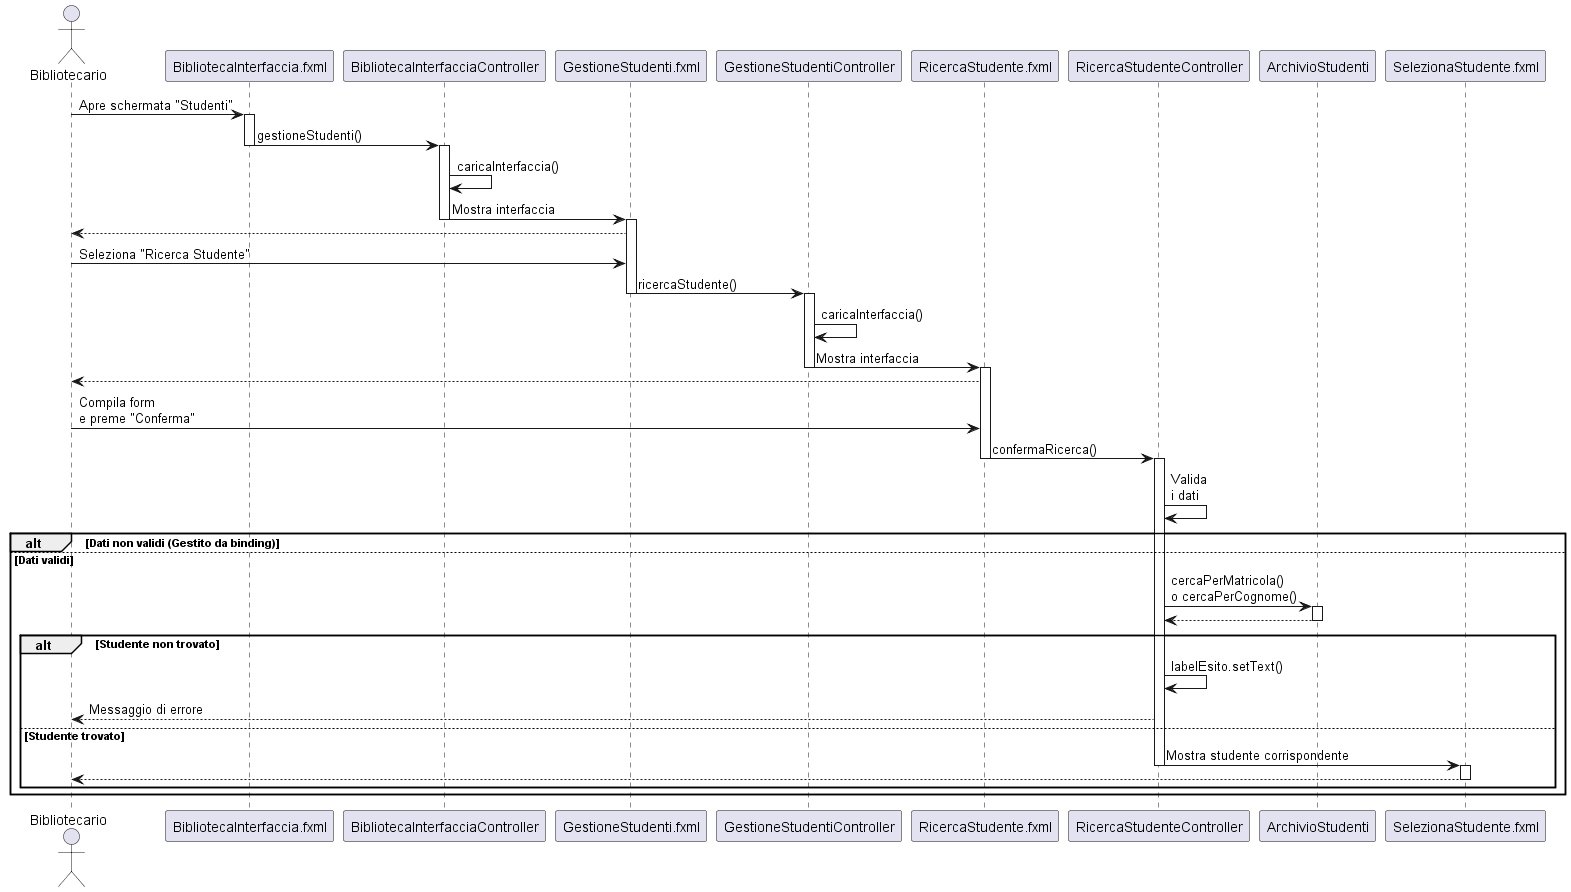 Bibliotecario
BibliotecaInterfaccia.fxml
BibliotecaInterfacciaController
GestioneStudenti.fxml
GestioneStudentiController
RicercaStudente.fxml
RicercaStudenteController
ArchivioStudenti
SelezionaStudente.fxml
Apre schermata "Studenti"
gestioneStudenti()
caricaInterfaccia()
Mostra interfaccia
Seleziona "Ricerca Studente"
ricercaStudente()
caricaInterfaccia()
Mostra interfaccia
Compila form
e preme "Conferma"
confermaRicerca()
Valida
i dati
alt
[Dati non validi (Gestito da binding)]
[Dati validi]
cercaPerMatricola()
o cercaPerCognome()
alt
[Studente non trovato]
labelEsito.setText()
Messaggio di errore
[Studente trovato]
Mostra studente corrispondente
Bibliotecario
BibliotecaInterfaccia.fxml
BibliotecaInterfacciaController
GestioneStudenti.fxml
GestioneStudentiController
RicercaStudente.fxml
RicercaStudenteController
ArchivioStudenti
SelezionaStudente.fxml